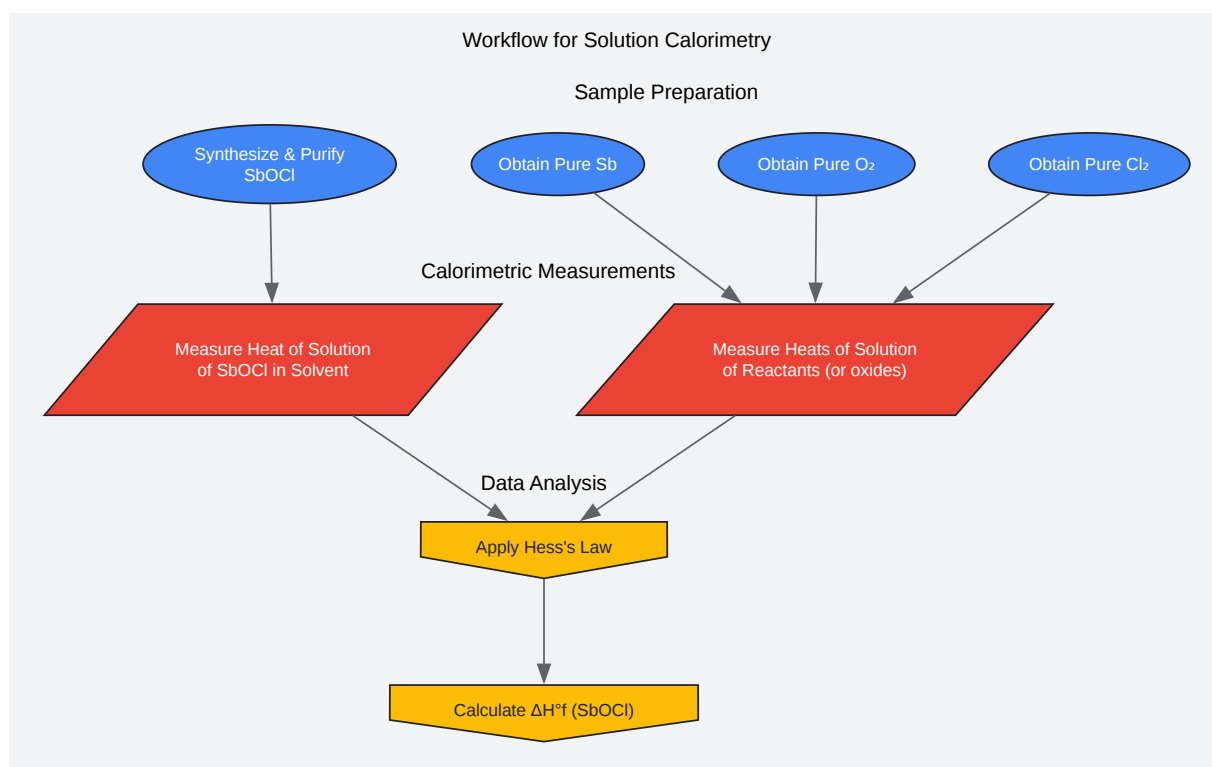 Workflow for Solution Calorimetry
Sample Preparation
Synthesize & Purify
SbOCl
Obtain Pure Sb
Obtain Pure O₂
Obtain Pure Cl₂
Calorimetric Measurements
Measure Heat of Solution
of SbOCl in Solvent
Measure Heats of Solution
of Reactants (or oxides)
Data Analysis
Apply Hess's Law
Calculate ΔH°f (SbOCl)